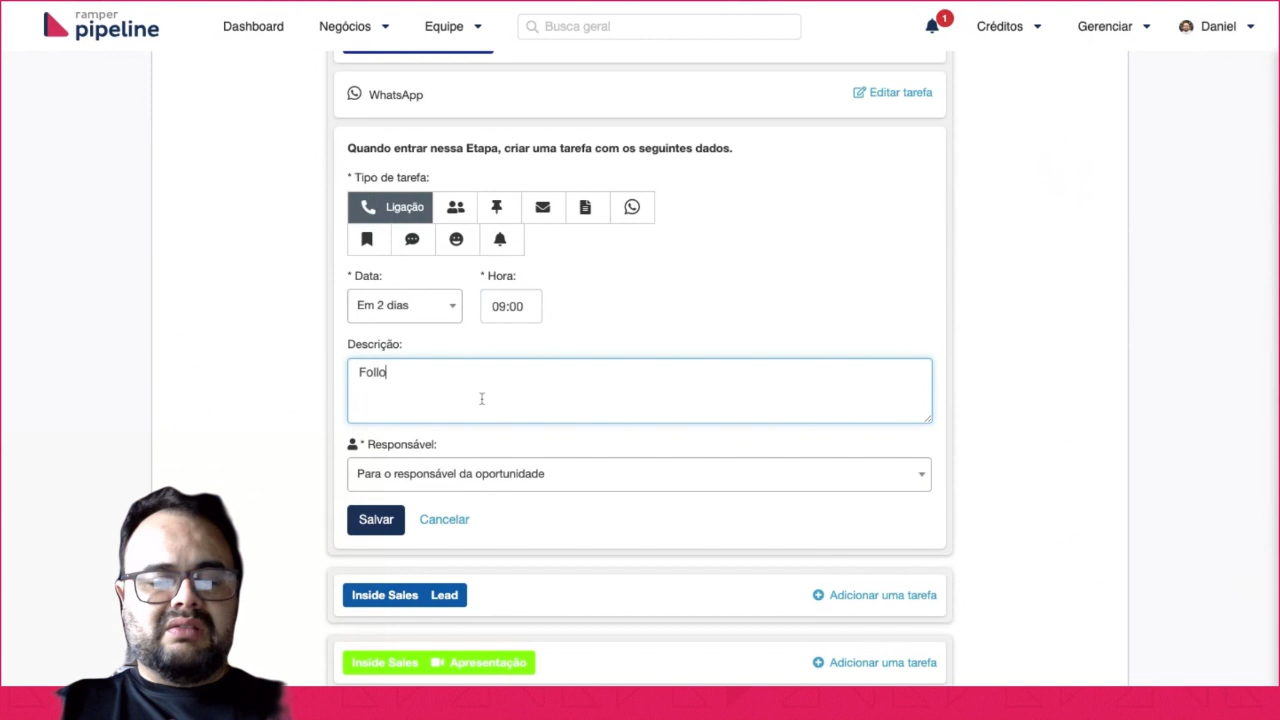 ramper
pipeline
Dashboard
Negócios
Equipe
Busca geral
1
Créditos
Gerenciar
Daniel
WhatsApp
Editar tarefa
Quando entrar nessa Etapa, criar uma tarefa com os seguintes dados.
* Tipo de tarefa:
Ligação
* Data:
* Hora:
Em 2 dias
09:00
Descrição:
Follo
* Responsável:
Para o responsável da oportunidade
Salvar
Cancelar
Inside Sales Lead
Adicionar uma tarefa
Inside Sales Apresentação
Adicionar uma tarefa